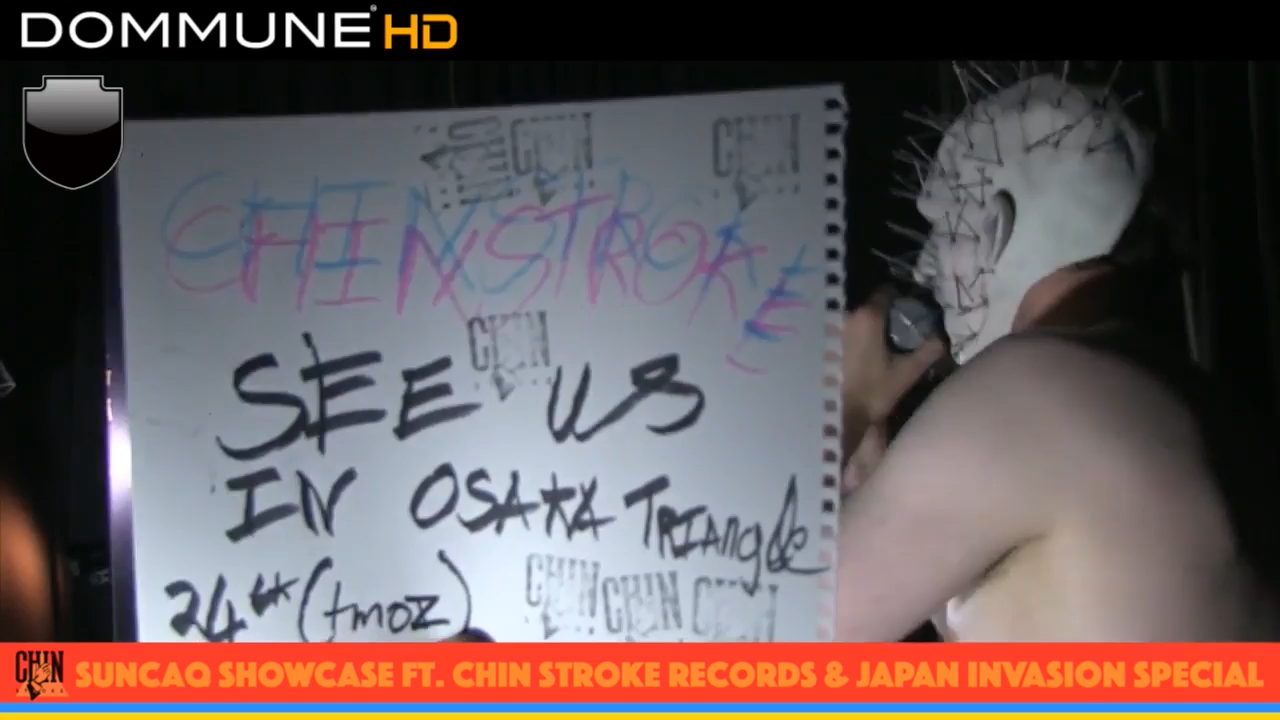 DOMMUNE HD
CHIN CHIN
CHINSTROKE
CHIN
SEE US
IN OSAKA TRIANGLE
24th (tmoz)
CHIN CHIN CHIN
CHIN SUNCAQ SHOWCASE FT. CHIN STROKE RECORDS & JAPAN INVASION SPECIAL